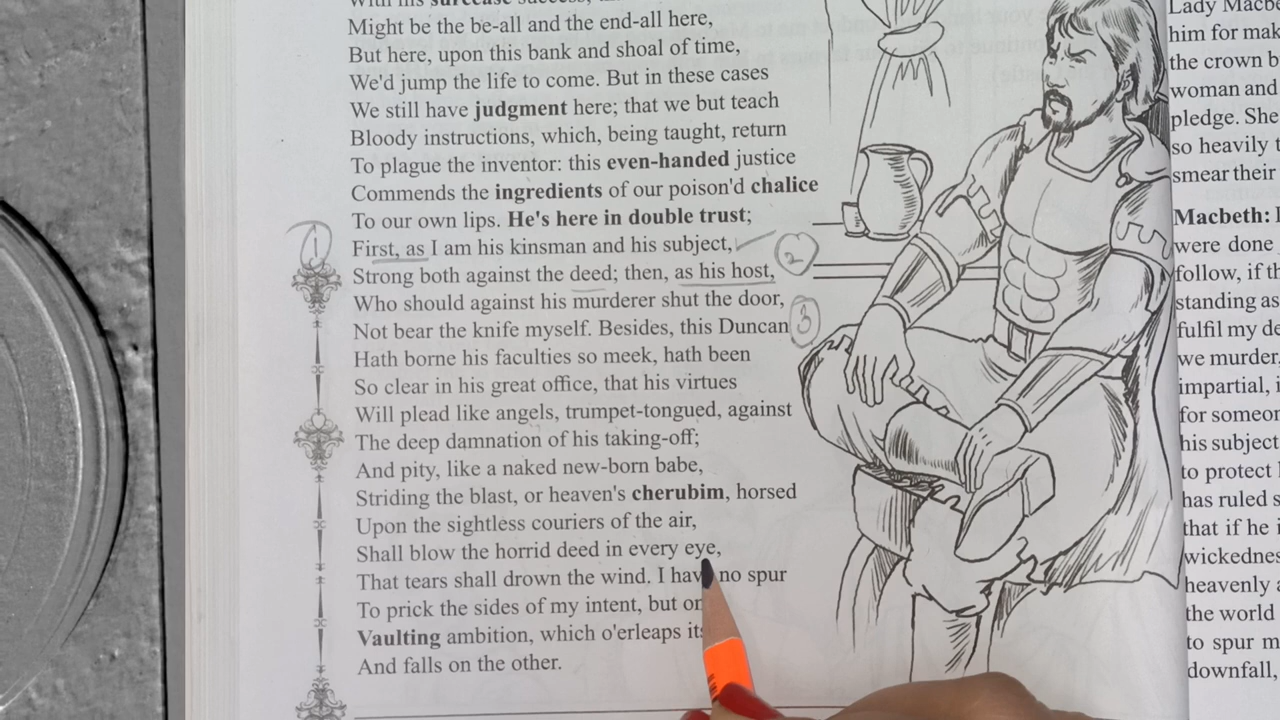 Might be the be-all and the end-all here,
But here, upon this bank and shoal of time,
We'd jump the life to come. But in these cases
We still have judgment here; that we but teach
Bloody instructions, which, being taught, return
To plague the inventor: this even-handed justice
Commends the ingredients of our poison'd chalice
To our own lips. He's here in double trust;
1 First, as I am his kinsman and his subject, 2
Strong both against the deed; then, as his host,
Who should against his murderer shut the door,
Not bear the knife myself. Besides, this Duncan 3
Hath borne his faculties so meek, hath been
So clear in his great office, that his virtues
Will plead like angels, trumpet-tongued, against
The deep damnation of his taking-off;
And pity, like a naked new-born babe,
Striding the blast, or heaven's cherubim, horsed
Upon the sightless couriers of the air,
Shall blow the horrid deed in every eye,
That tears shall drown the wind. I hav no spur
To prick the sides of my intent, but on
Vaulting ambition, which o'erleaps its
And falls on the other.
Lady Macbe
him for mak
the crown b
woman and
pledge. She
so heavily t
smear their
Macbeth: I
were done
follow, if th
standing as
fulfil my de
we murder.
impartial, i
for someon
his subject
to protect
has ruled s
that if he i
wickednes
heavenly
the world
to spur m
downfall,